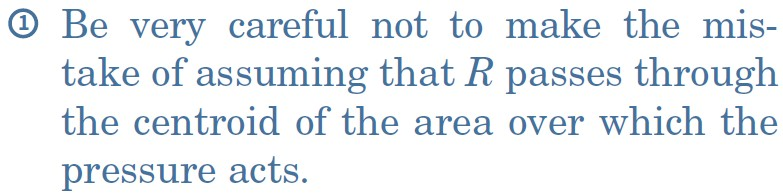 ① Be very careful not to make the mis-
take of assuming that R passes through
the centroid of the area over which the
pressure acts.